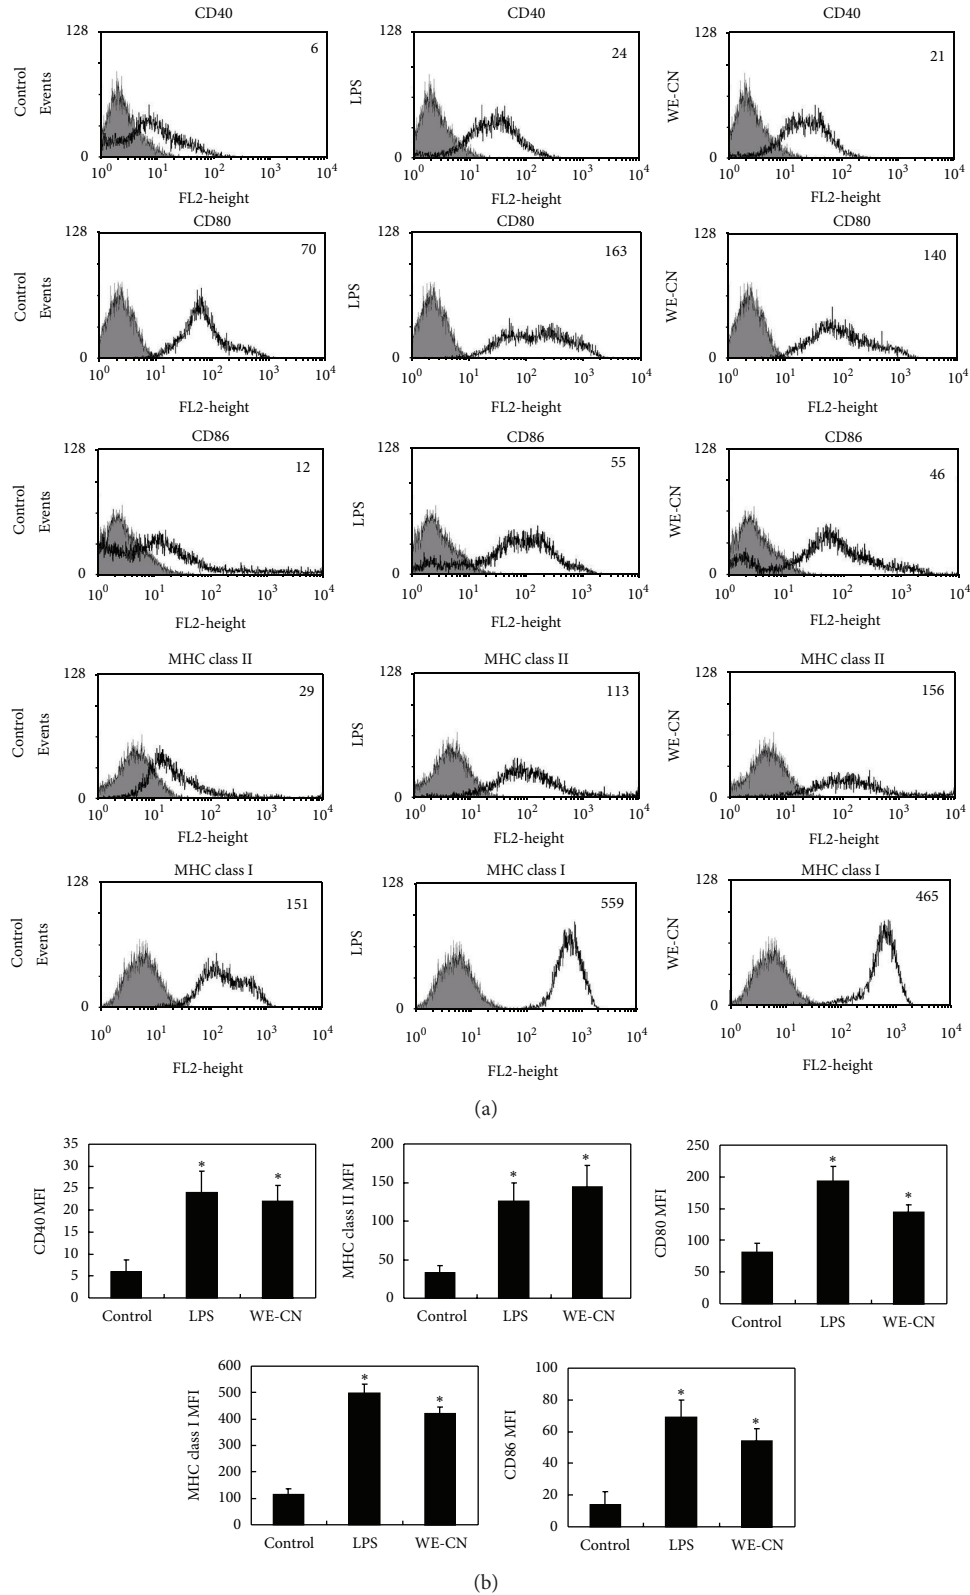 CD40 CD40 CD40
128 128 128
6 24 21
Control Events LPS WE-CN
0 0 0
10^0 10^1 10^2 10^3 10^4 10^0 10^1 10^2 10^3 10^4 10^0 10^1 10^2 10^3 10^4
FL2-height FL2-height FL2-height
CD80 CD80 CD80
128 128 128
70 163 140
Control Events LPS WE-CN
0 0 0
10^0 10^1 10^2 10^3 10^4 10^0 10^1 10^2 10^3 10^4 10^0 10^1 10^2 10^3 10^4
FL2-height FL2-height FL2-height
CD86 CD86 CD86
128 128 128
12 55 46
Control Events LPS WE-CN
0 0 0
10^0 10^1 10^2 10^3 10^4 10^0 10^1 10^2 10^3 10^4 10^0 10^1 10^2 10^3 10^4
FL2-height FL2-height FL2-height
MHC class II MHC class II MHC class II
128 128 128
29 113 156
Control Events LPS WE-CN
0 0 0
10^0 10^1 10^2 10^3 10^4 10^0 10^1 10^2 10^3 10^4 10^0 10^1 10^2 10^3 10^4
FL2-height FL2-height FL2-height
MHC class I MHC class I MHC class I
128 128 128
151 559 465
Control Events LPS WE-CN
0 0 0
10^0 10^1 10^2 10^3 10^4 10^0 10^1 10^2 10^3 10^4 10^0 10^1 10^2 10^3 10^4
FL2-height FL2-height FL2-height
(a)
CD40 MFI
35
30
25
20
15
10
5
0
* *
Control LPS WE-CN
MHC class II MFI
200
150
100
50
0
* *
Control LPS WE-CN
CD80 MFI
250
200
150
100
50
0
* *
Control LPS WE-CN
MHC class I MFI
600
500
400
300
200
100
0
* *
Control LPS WE-CN
CD86 MFI
100
80
60
40
20
0
* *
Control LPS WE-CN
(b)